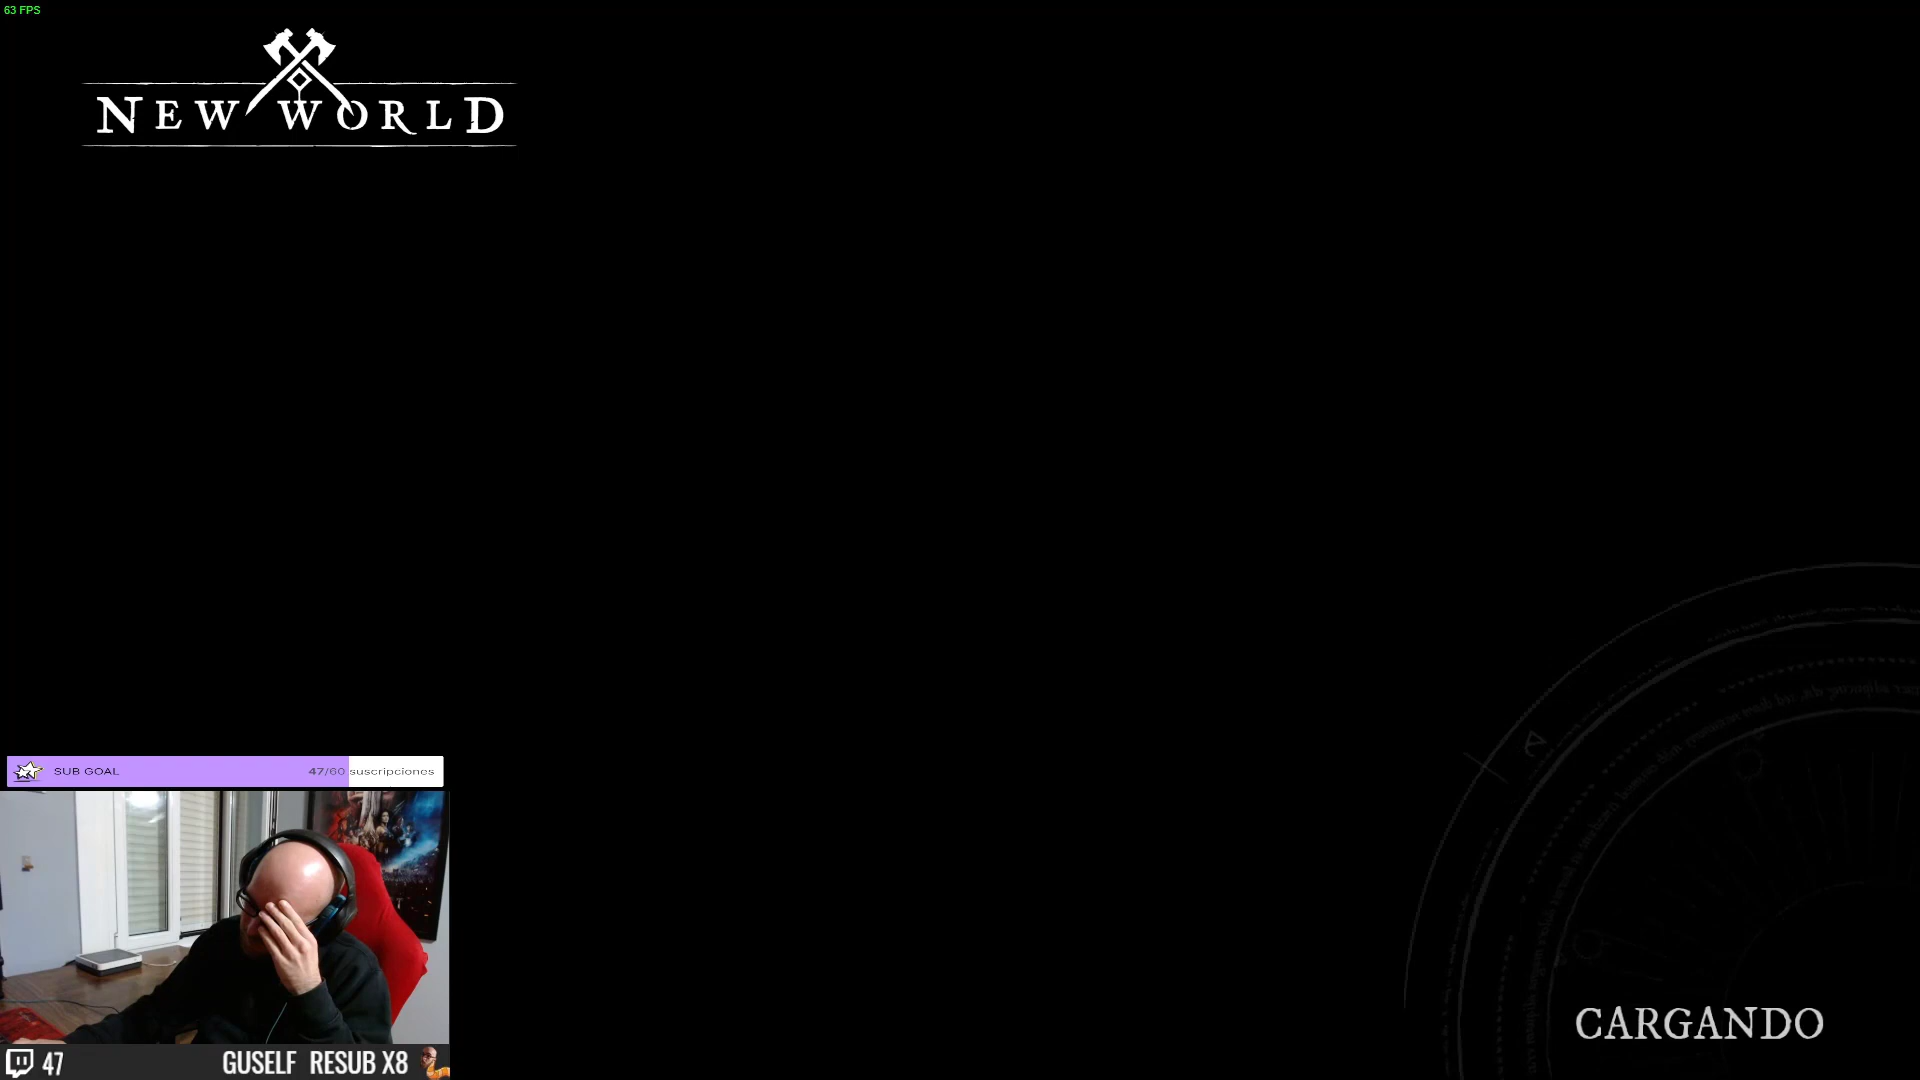 63 FPS
NEW WORLD
SUB GOAL 47/60 suscripciones
CARGANDO
47 GUSELF RESUB X8